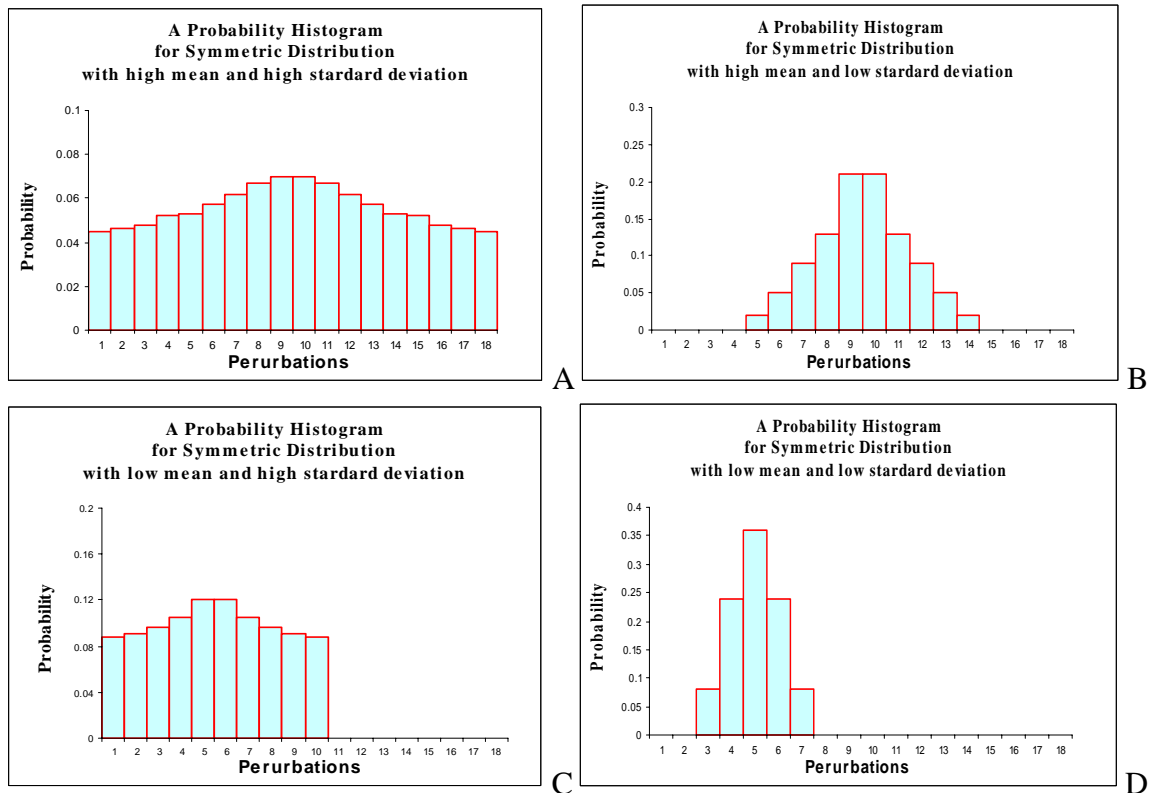 A Probability Histogram
for Symmetric Distribution
with high mean and high stardard deviation
0.1
0.08
0.06
0.04
0.02
0
Probability
1 2 3 4 5 6 7 8 9 10 11 12 13 14 15 16 17 18
Perurbations
A
A Probability Histogram
for Symmetric Distribution
with high mean and low stardard deviation
0.3
0.25
0.2
0.15
0.1
0.05
0
Probability
1 2 3 4 5 6 7 8 9 10 11 12 13 14 15 16 17 18
Perurbations
B
A Probability Histogram
for Symmetric Distribution
with low mean and high stardard deviation
0.2
0.16
0.12
0.08
0.04
0
Probability
1 2 3 4 5 6 7 8 9 10 11 12 13 14 15 16 17 18
Perurbations
C
A Probability Histogram
for Symmetric Distribution
with low mean and low stardard deviation
0.4
0.35
0.3
0.25
0.2
0.15
0.1
0.05
0
Probability
1 2 3 4 5 6 7 8 9 10 11 12 13 14 15 16 17 18
Perurbations
D